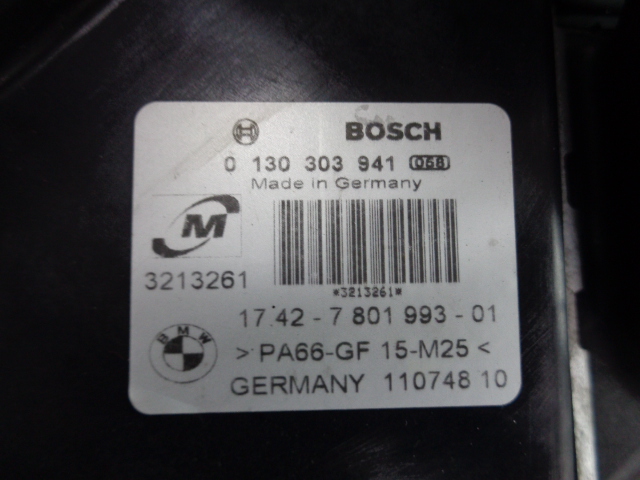 BOSCH
0 130 303 941 068
Made in Germany
M
3213261
*3213261*
17.42 - 7 801 993 - 01
BMW
> PA66-GF 15-M25 <
GERMANY 110748 10